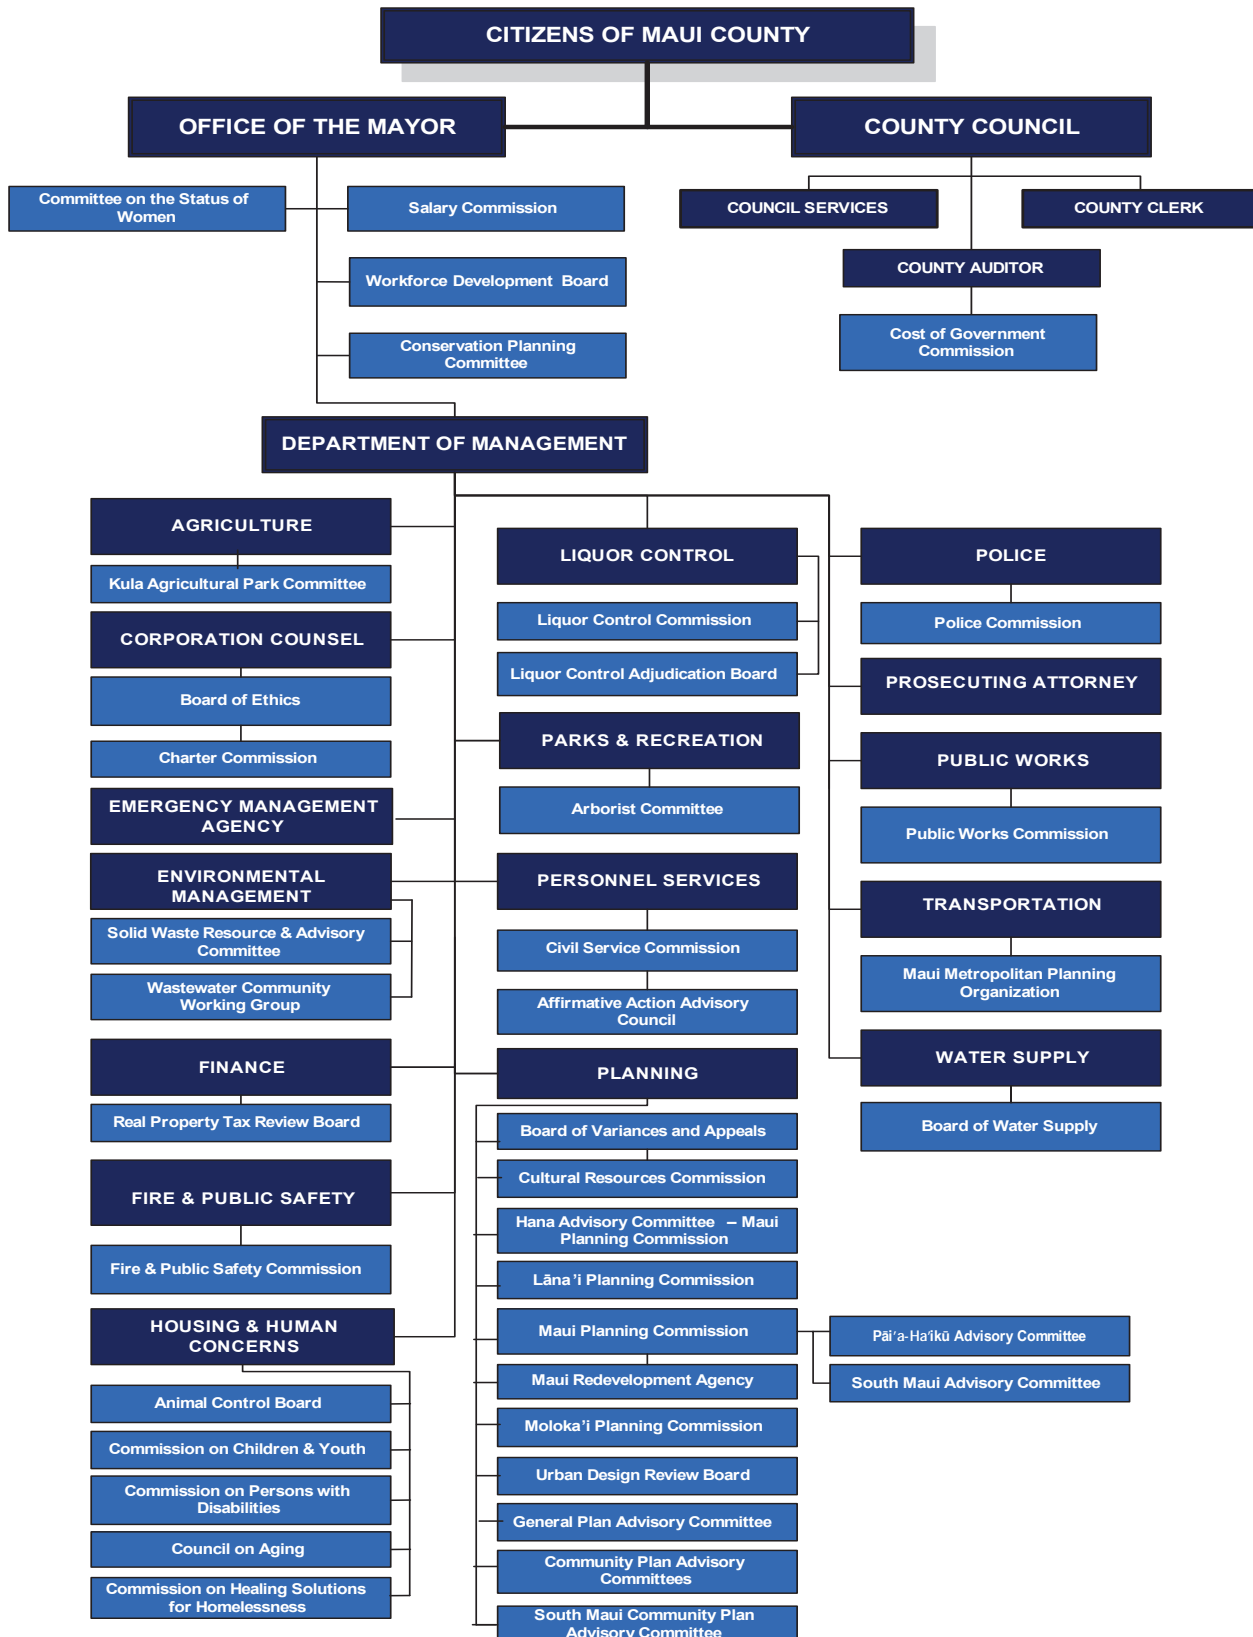 CITIZENS OF MAUI COUNTY
OFFICE OF THE MAYOR
COUNTY COUNCIL
Committee on the Status of
Women
Salary Commission
COUNCIL SERVICES
COUNTY CLERK
Workforce Development Board
COUNTY AUDITOR
Conservation Planning
Committee
Cost of Government
Commission
DEPARTMENT OF MANAGEMENT
AGRICULTURE
Kula Agricultural Park Committee
CORPORATION COUNSEL
Board of Ethics
Charter Commission
EMERGENCY MANAGEMENT
AGENCY
ENVIRONMENTAL
MANAGEMENT
Solid Waste Resource & Advisory
Committee
Wastewater Community
Working Group
FINANCE
Real Property Tax Review Board
FIRE & PUBLIC SAFETY
Fire & Public Safety Commission
HOUSING & HUMAN
CONCERNS
Animal Control Board
Commission on Children & Youth
Commission on Persons with
Disabilities
Council on Aging
Commission on Healing Solutions
for Homelessness
LIQUOR CONTROL
Liquor Control Commission
Liquor Control Adjudication Board
PARKS & RECREATION
Arborist Committee
PERSONNEL SERVICES
Civil Service Commission
Affirmative Action Advisory
Council
PLANNING
Board of Variances and Appeals
Cultural Resources Commission
Hana Advisory Committee – Maui
Planning Commission
Lāna'i Planning Commission
Maui Planning Commission
Pāi'a-Ha'ikū Advisory Committee
South Maui Advisory Committee
Maui Redevelopment Agency
Moloka'i Planning Commission
Urban Design Review Board
General Plan Advisory Committee
Community Plan Advisory
Committees
South Maui Community Plan
Advisory Committee
POLICE
Police Commission
PROSECUTING ATTORNEY
PUBLIC WORKS
Public Works Commission
TRANSPORTATION
Maui Metropolitan Planning
Organization
WATER SUPPLY
Board of Water Supply